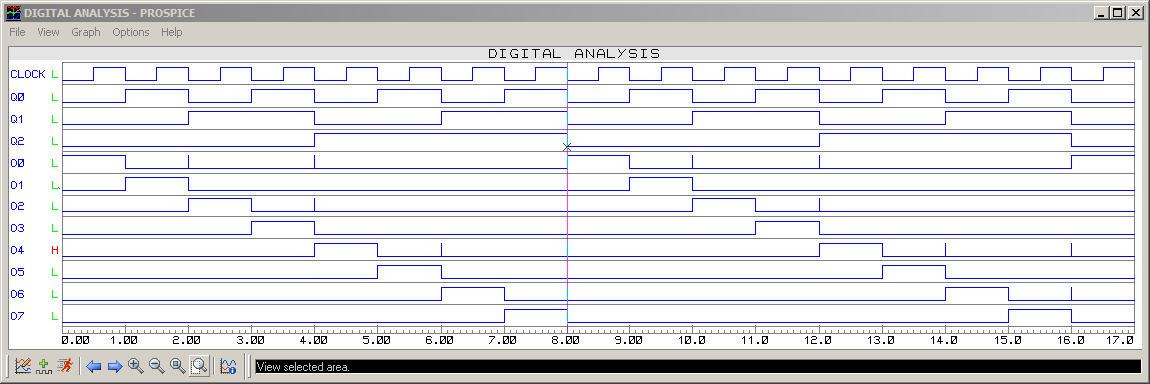 DIGITAL ANALYSIS - PROSPICE
File View Graph Options Help
DIGITAL ANALYSIS
CLOCK L
Q0 L
Q1 L
Q2 L
O0 L
O1 L
O2 L
O3 L
O4 H
O5 L
O6 L
O7 L
0.00 1.00 2.00 3.00 4.00 5.00 6.00 7.00 8.00 9.00 10.0 11.0 12.0 13.0 14.0 15.0 16.0 17.0
View selected area.